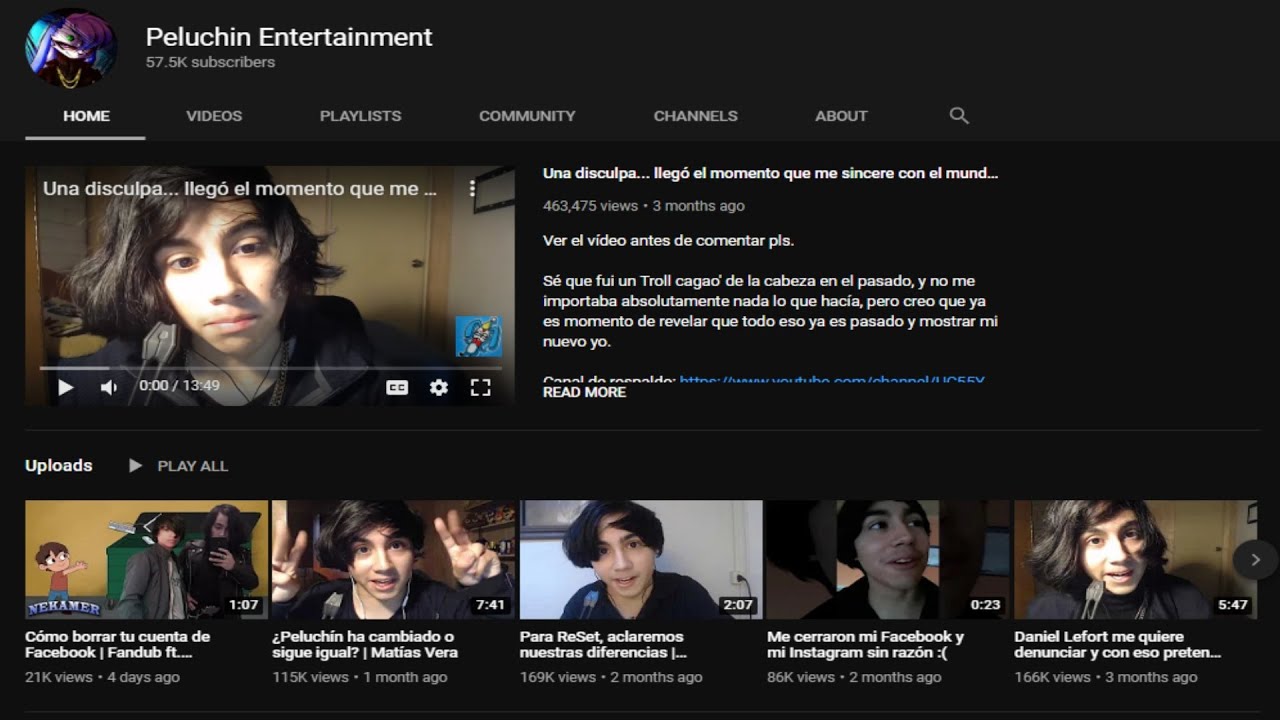 Peluchin Entertainment
57.5K subscribers
HOME VIDEOS PLAYLISTS COMMUNITY CHANNELS ABOUT
Una disculpa... llegó el momento que me ...
0:00 / 13:49
Una disculpa... llegó el momento que me sincere con el mund...
463,475 views • 3 months ago
Ver el vídeo antes de comentar pls.
Sé que fui un Troll cagao' de la cabeza en el pasado, y no me
importaba absolutamente nada lo que hacía, pero creo que ya
es momento de revelar que todo eso ya es pasado y mostrar mi
nuevo yo.
Canal de respaldo: https://www.youtube.com/channel/UC55Y
READ MORE
Uploads PLAY ALL
NEKAMER
1:07
7:41
2:07
0:23
5:47
Cómo borrar tu cuenta de
Facebook | Fandub ft....
21K views • 4 days ago
¿Peluchín ha cambiado o
sigue igual? | Matías Vera
115K views • 1 month ago
Para ReSet, aclaremos
nuestras diferencias |...
169K views • 2 months ago
Me cerraron mi Facebook y
mi Instagram sin razón :(
86K views • 2 months ago
Daniel Lefort me quiere
denunciar y con eso preten...
166K views • 3 months ago